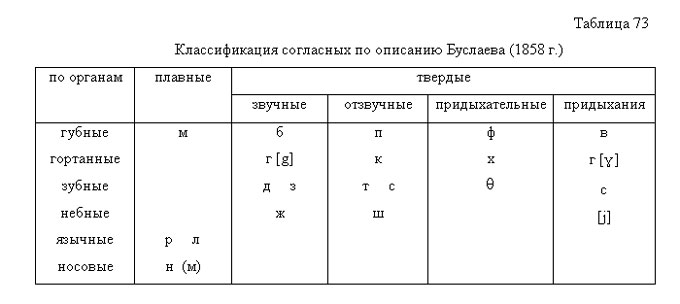 Таблица 73
Классификация согласных по описанию Буслаева (1858 г.)
по органам плавные твердые
звучные отзвучные придыхательные придыхания
губные м б п ф в
гортанные г [g] к х г [γ]
зубные д з т с θ с
небные ж ш [j]
язычные р л
носовые н (м)